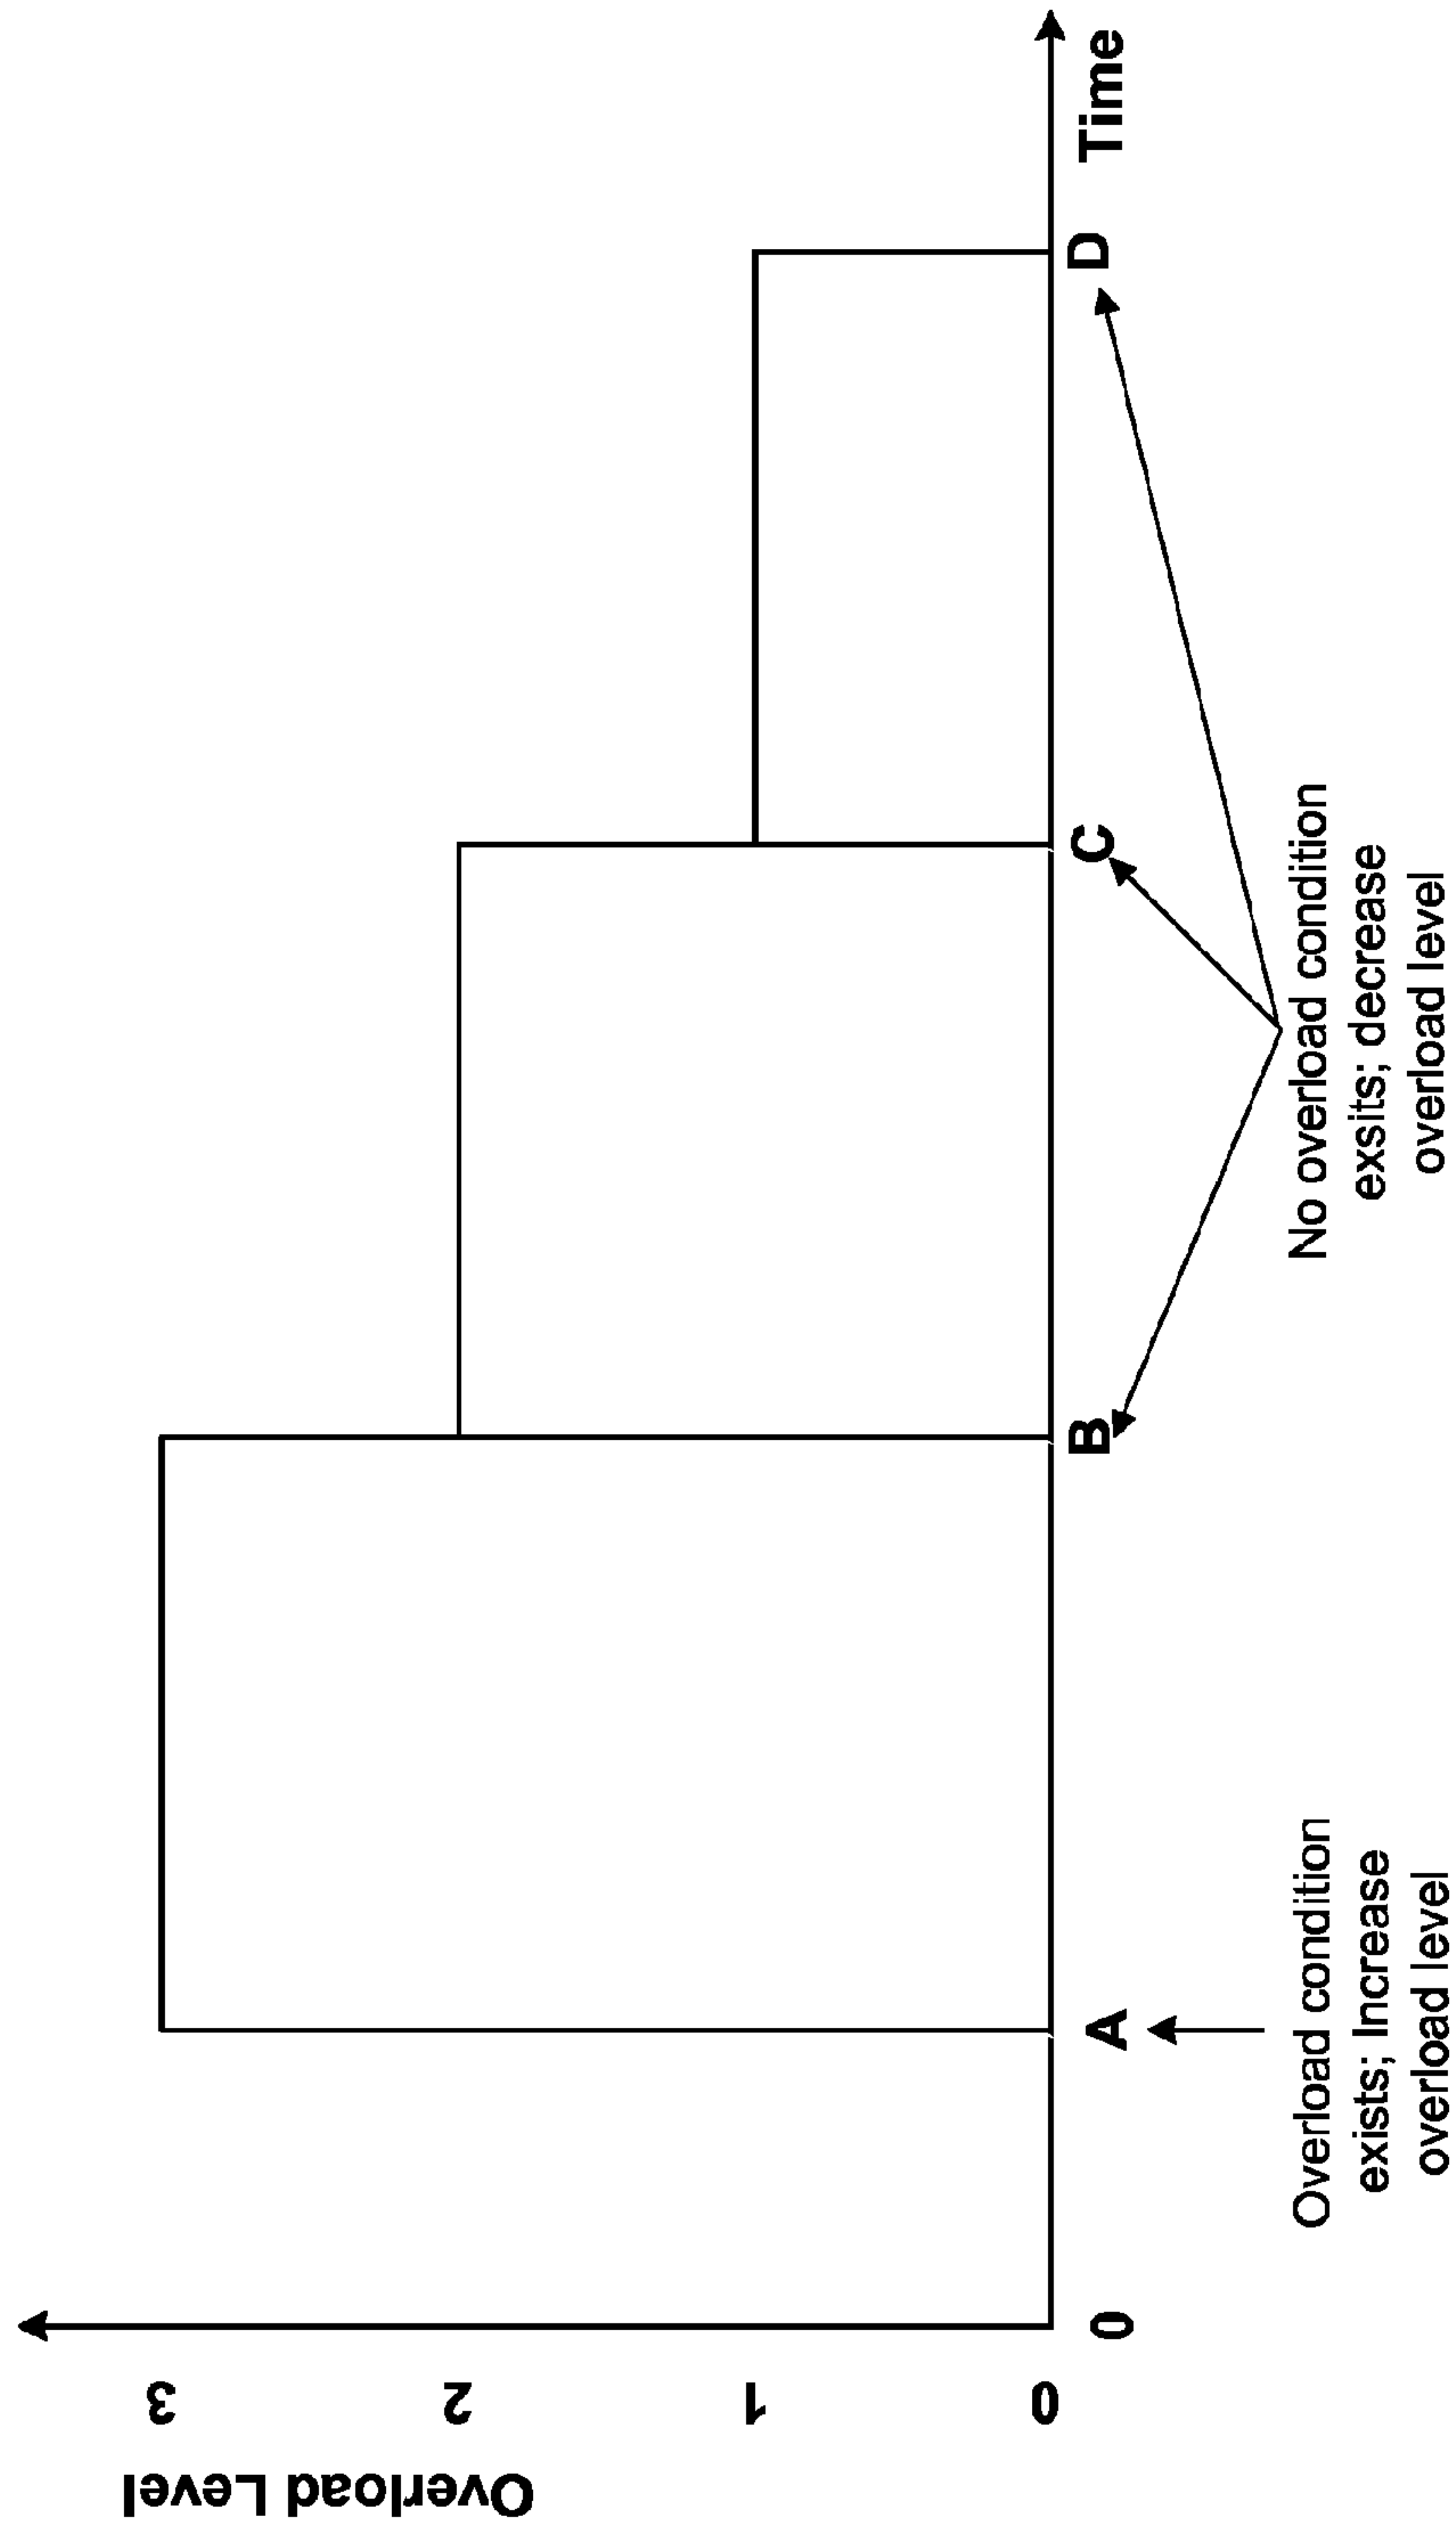 Overload Level
3
2
1
0
0
A
B
C
D
Time
Overload condition
exists; Increase
overload level
No overload condition
exsits; decrease
overload level